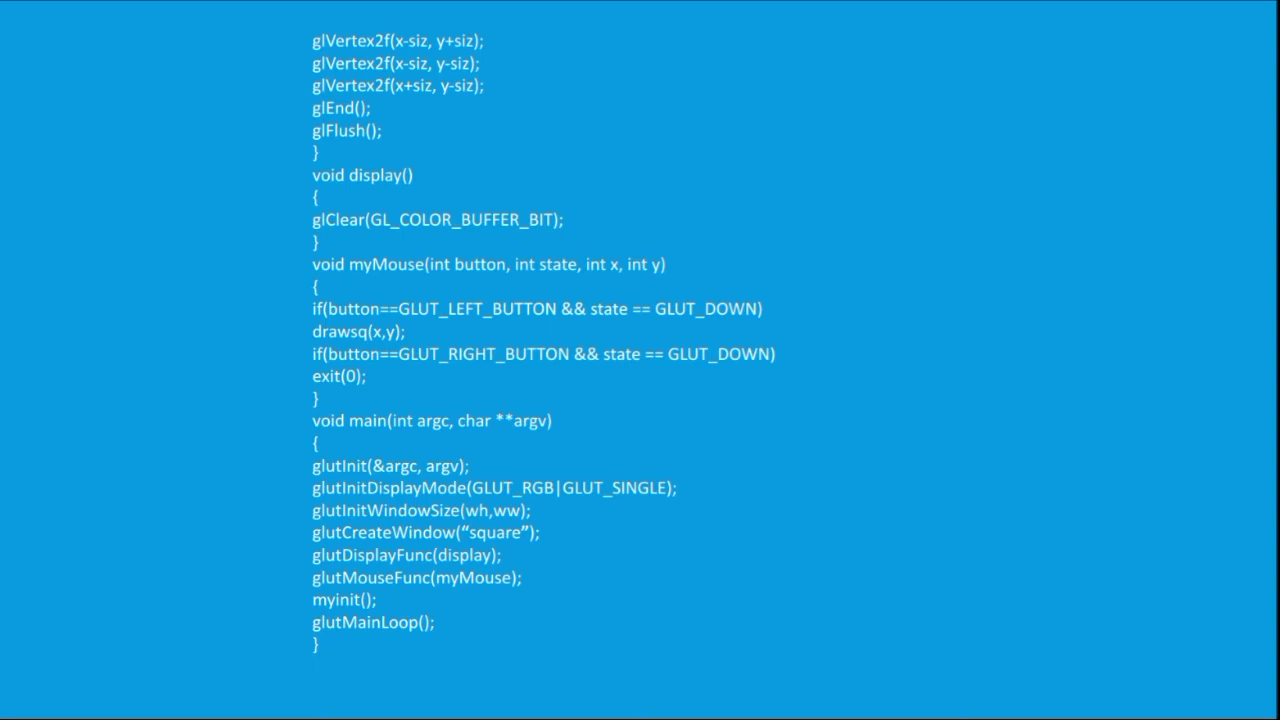 glVertex2f(x-siz, y+siz);
glVertex2f(x-siz, y-siz);
glVertex2f(x+siz, y-siz);
glEnd();
glFlush();
}
void display()
{
glClear(GL_COLOR_BUFFER_BIT);
}
void myMouse(int button, int state, int x, int y)
{
if(button==GLUT_LEFT_BUTTON && state == GLUT_DOWN)
drawsq(x,y);
if(button==GLUT_RIGHT_BUTTON && state == GLUT_DOWN)
exit(0);
}
void main(int argc, char **argv)
{
glutInit(&argc, argv);
glutInitDisplayMode(GLUT_RGB|GLUT_SINGLE);
glutInitWindowSize(wh,ww);
glutCreateWindow(“square”);
glutDisplayFunc(display);
glutMouseFunc(myMouse);
myinit();
glutMainLoop();
}